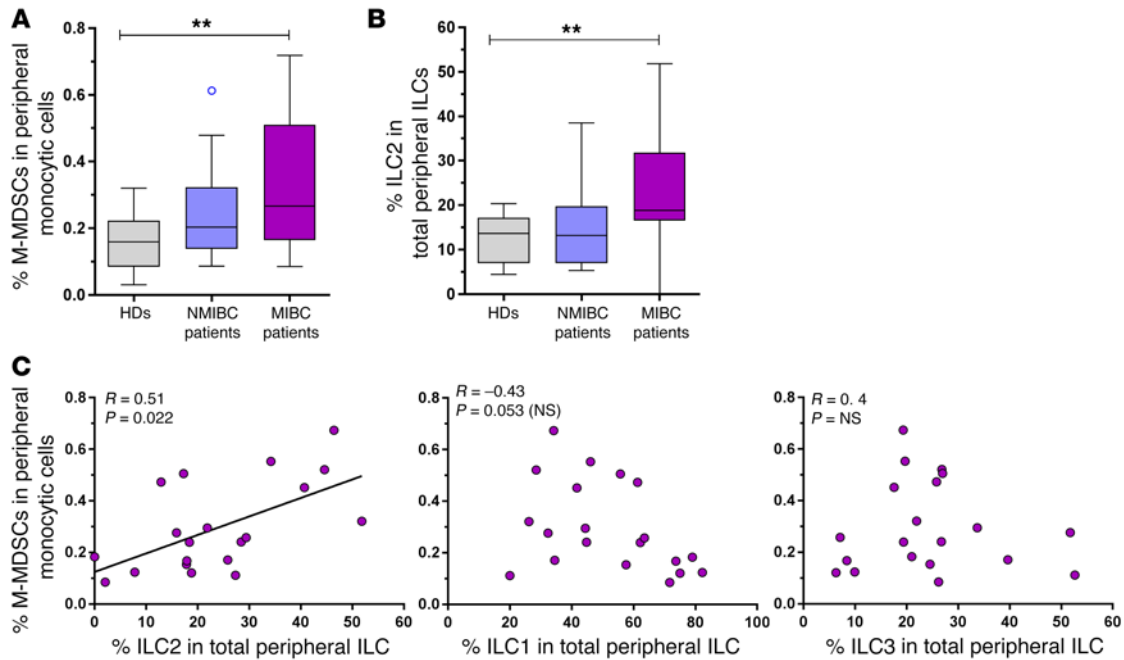 A
% M-MDSCs in peripheral
monocytic cells
0.8
0.6
0.4
0.2
0.0
**
HDs
NMIBC
patients
MIBC
patients
B
% ILC2 in
total peripheral ILCs
60
50
40
30
20
10
0
**
HDs
NMIBC
patients
MIBC
patients
C
% M-MDSCs in peripheral
monocytic cells
0.8
0.6
0.4
0.2
0.0
R = 0.51
P = 0.022
0 20 40 60
% ILC2 in total peripheral ILC
0.8
0.6
0.4
0.2
0.0
R = −0.43
P = 0.053 (NS)
0 20 40 60 80 100
% ILC1 in total peripheral ILC
0.8
0.6
0.4
0.2
0.0
R = 0. 4
P = NS
0 10 20 30 40 50 60
% ILC3 in total peripheral ILC